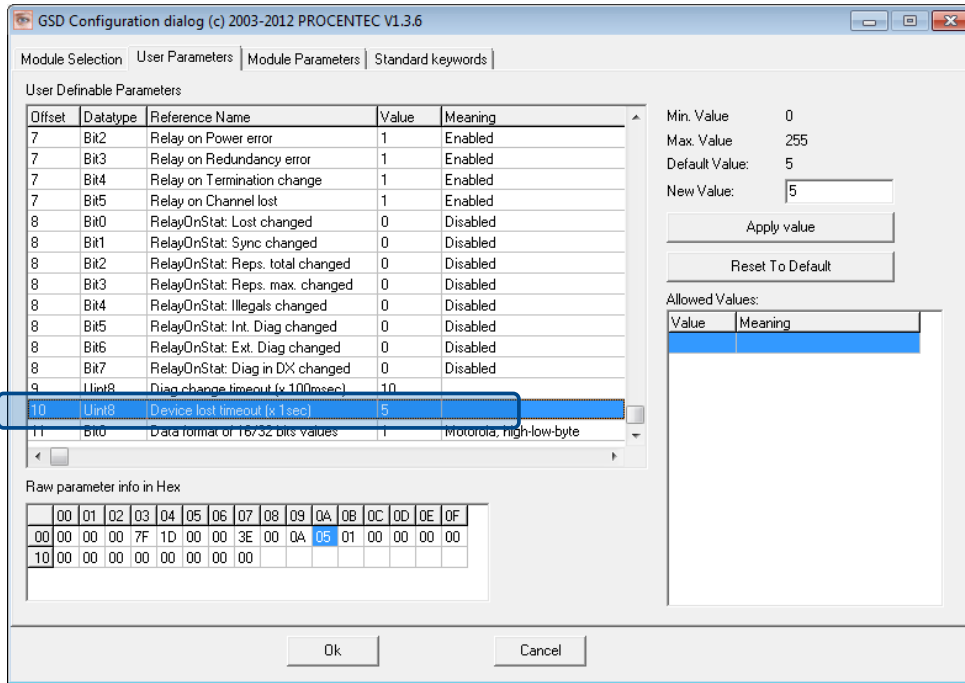 GSD Configuration dialog (c) 2003-2012 PROCENTEC V1.3.6
Module Selection User Parameters Module Parameters Standard keywords
User Definable Parameters
Offset Datatype Reference Name Value Meaning
7 Bit2 Relay on Power error 1 Enabled
7 Bit3 Relay on Redundancy error 1 Enabled
7 Bit4 Relay on Termination change 1 Enabled
7 Bit5 Relay on Channel lost 1 Enabled
8 Bit0 RelayOnStat: Lost changed 0 Disabled
8 Bit1 RelayOnStat: Sync changed 0 Disabled
8 Bit2 RelayOnStat: Reps. total changed 0 Disabled
8 Bit3 RelayOnStat: Reps. max. changed 0 Disabled
8 Bit4 RelayOnStat: Illegals changed 0 Disabled
8 Bit5 RelayOnStat: Int. Diag changed 0 Disabled
8 Bit6 RelayOnStat: Ext. Diag changed 0 Disabled
8 Bit7 RelayOnStat: Diag in DX changed 0 Disabled
9 Uint8 Diag change timeout (x 100msec) 10
10 Uint8 Device lost timeout (x 1sec) 5
11 Bit0 Data format of 16/32 bits values 1 Motorola, high-low-byte
Min. Value 0
Max. Value 255
Default Value: 5
New Value: 5
Apply value
Reset To Default
Allowed Values:
Value Meaning
Raw parameter info in Hex
00 01 02 03 04 05 06 07 08 09 0A 0B 0C 0D 0E 0F
00 00 00 00 7F 1D 00 00 3E 00 0A 05 01 00 00 00 00
10 00 00 00 00 00 00 00 00
Ok Cancel